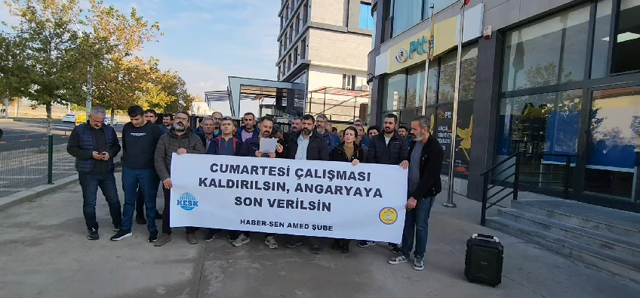 Ptt
CUMARTESİ ÇALIŞMASI
KALDIRILSIN, ANGARYAYA
SON VERİLSİN
KESK
HABER-SEN AMED ŞUBE